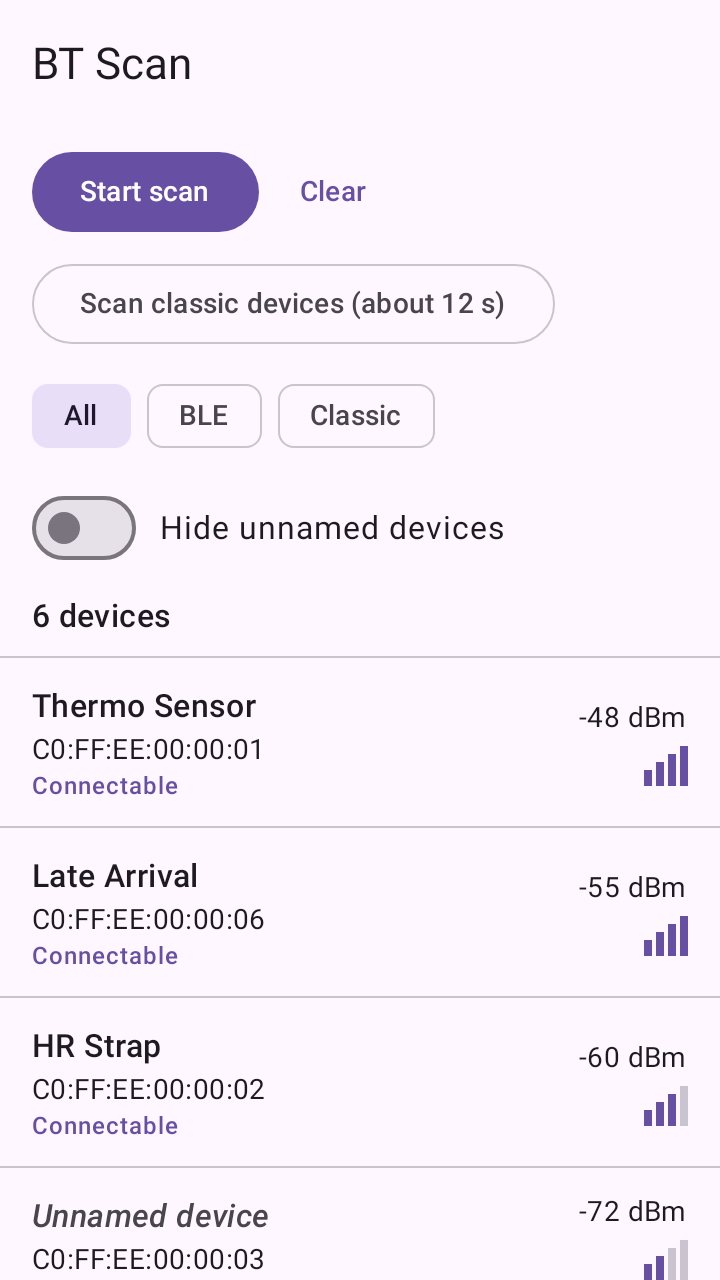 BT Scan
Start scan
Clear
Scan classic devices (about 12 s)
All
BLE
Classic
Hide unnamed devices
6 devices
Thermo Sensor
-48 dBm
C0:FF:EE:00:00:01
Connectable
Late Arrival
-55 dBm
C0:FF:EE:00:00:06
Connectable
HR Strap
-60 dBm
C0:FF:EE:00:00:02
Connectable
Unnamed device
-72 dBm
C0:FF:EE:00:00:03